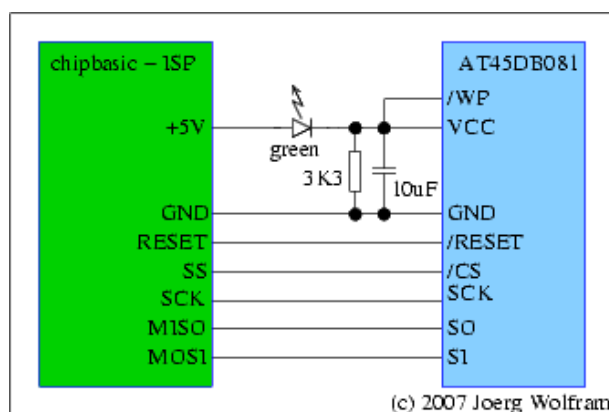 chipbasic – ISP
AT45DB081
/WP
+5V
VCC
green
3K3
10uF
GND
GND
RESET
/RESET
SS
/CS
SCK
SCK
MISO
SO
MOSI
SI
(c) 2007 Joerg Wolfram